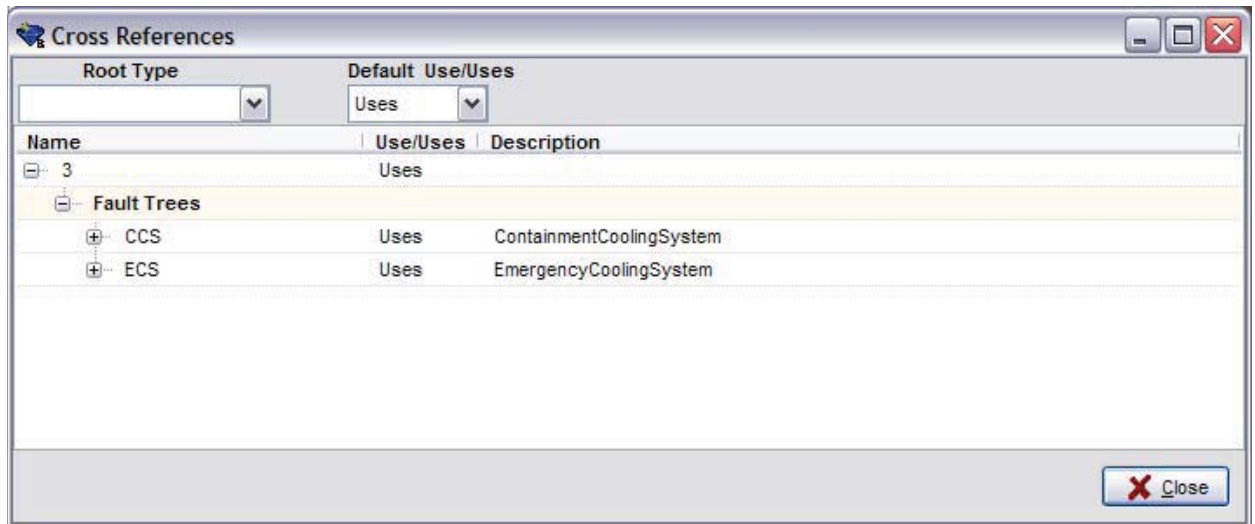 Cross References
Root Type Default Use/Uses
Uses
Name Use/Uses Description
3 Uses
Fault Trees
CCS Uses ContainmentCoolingSystem
ECS Uses EmergencyCoolingSystem
Close